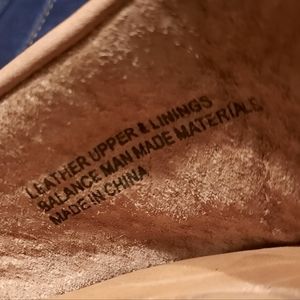 LEATHER UPPER & LININGS
BALANCE MAN MADE MATERIALS
MADE IN CHINA